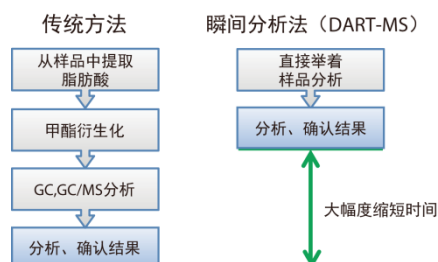 传统方法
从样品中提取
脂肪酸
甲酯衍生化
GC,GC/MS分析
分析、确认结果
瞬间分析法（DART-MS）
直接举着
样品分析
分析、确认结果
大幅度缩短时间